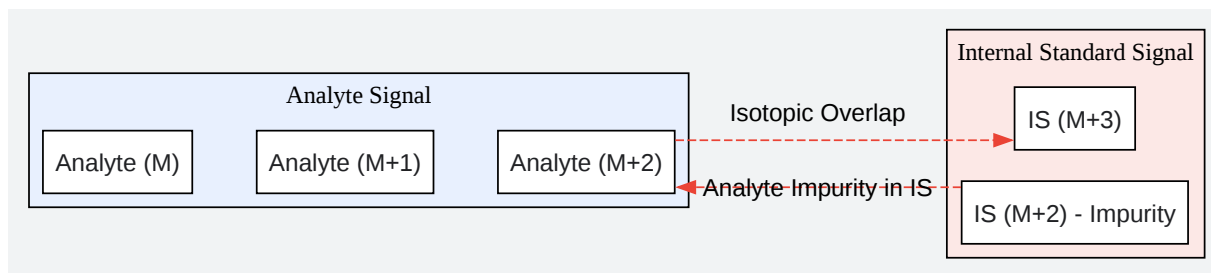 Internal Standard Signal
Analyte Signal
Isotopic Overlap
IS (M+3)
Analyte (M)
Analyte (M+1)
Analyte (M+2)
Analyte Impurity in IS
IS (M+2) - Impurity